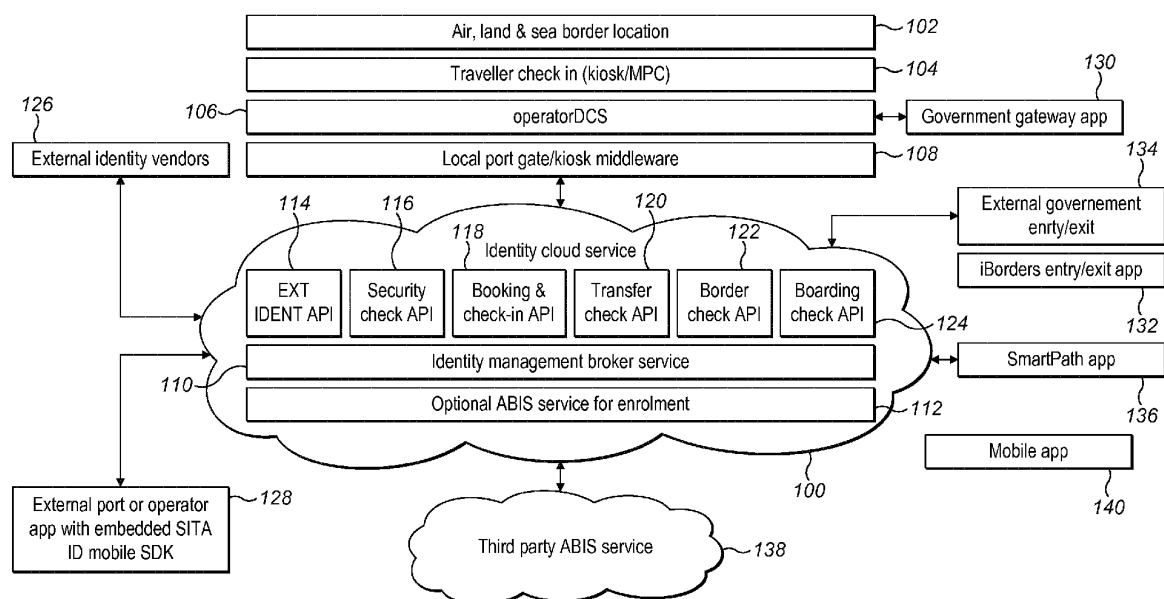 Air, land & sea border location
102
Traveller check in (kiosk/MPC)
104
130
126
106
operatorDCS
Government gateway app
External identity vendors
Local port gate/kiosk middleware
108
134
114
116
120
External governement
enrty/exit
118
122
Identity cloud service
iBorders entry/exit app
EXT
IDENT API
Security
check API
Booking &
check-in API
Transfer
check API
Border
check API
Boarding
check API
124
132
Identity management broker service
SmartPath app
110
Optional ABIS service for enrolment
112
136
Mobile app
100
140
External port or operator
app with embedded SITA
ID mobile SDK
128
Third party ABIS service
138